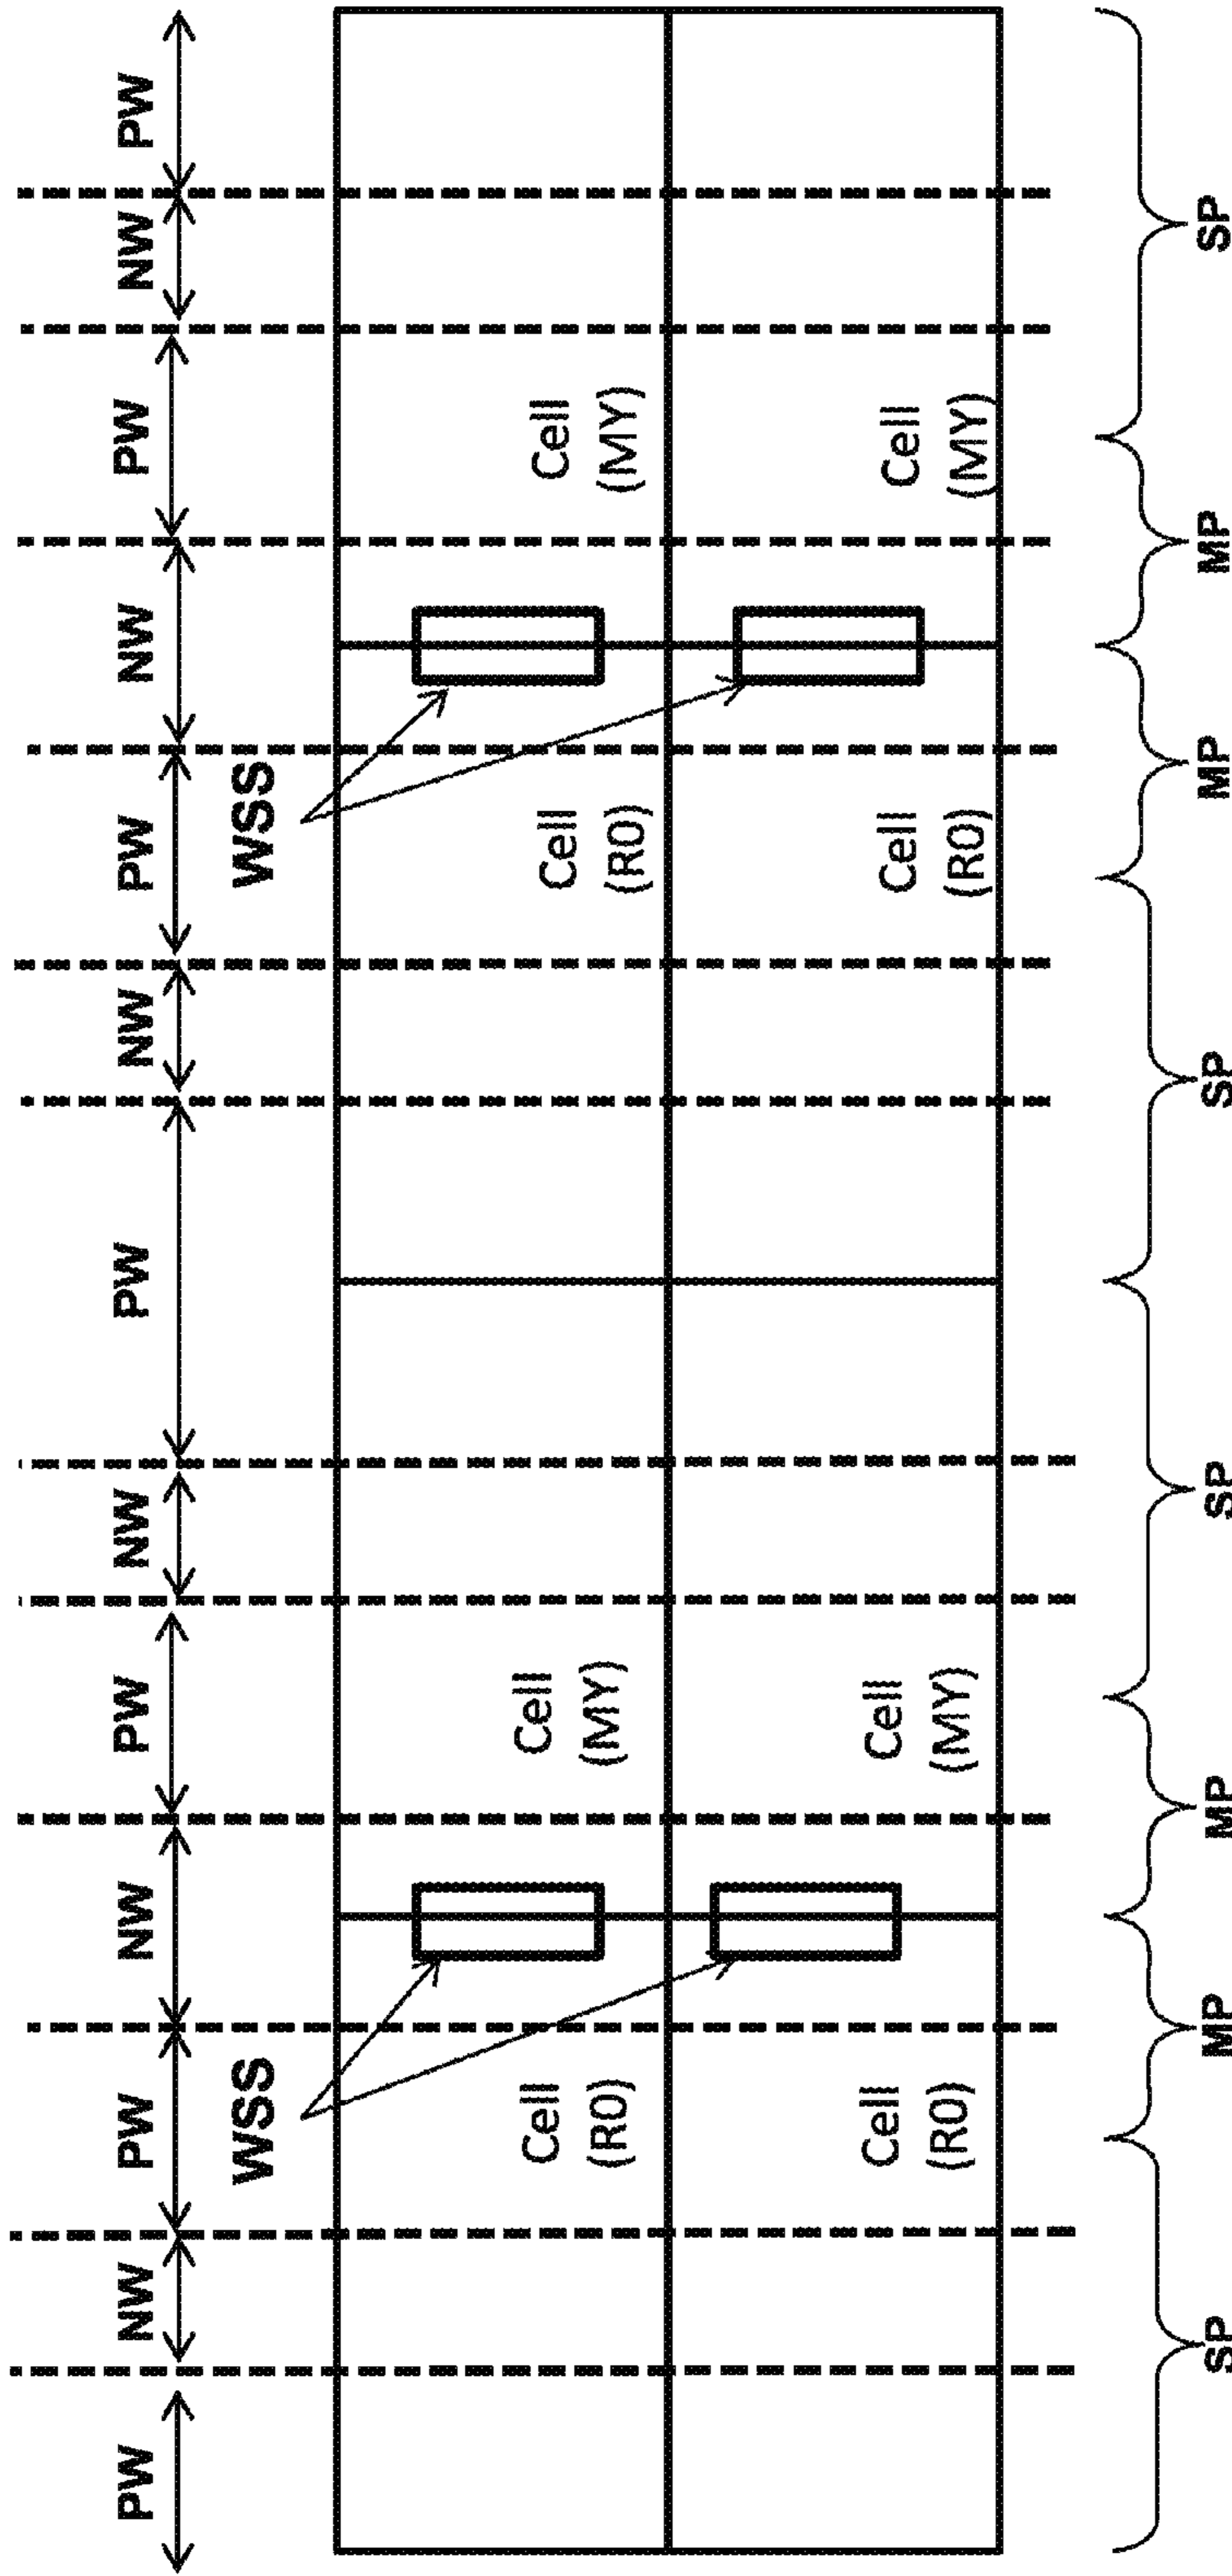 PW NW PW NW PW NW PW NW PW NW PW NW PW
WSS WSS
Cell Cell Cell Cell
(R0) (MY) (R0) (MY)
Cell Cell Cell Cell
(R0) (MY) (R0) (MY)
SP MP MP SP SP MP MP SP